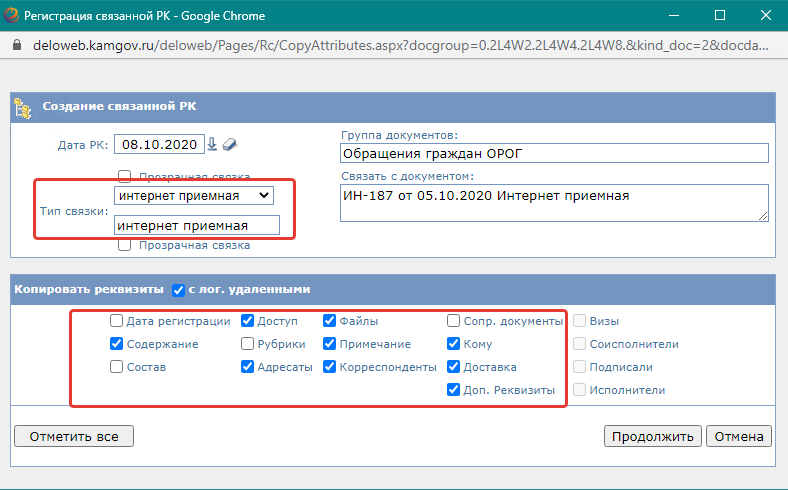 Регистрация связанной РК - Google Chrome
deloweb.kamgov.ru/deloweb/Pages/Rc/CopyAttributes.aspx?docgroup=0.2L4W2.2L4W4.2L4W8.&kind_doc=2&docda...
Создание связанной РК
Дата РК: 08.10.2020
Группа документов:
Обращения граждан ОРОГ
Прозрачная связка
Связать с документом:
ИН-187 от 05.10.2020 Интернет приемная
Тип связки:
интернет приемная
интернет приемная
Прозрачная связка
Копировать реквизиты с лог. удаленными
Дата регистрации Доступ Файлы Сопр. документы Визы
Содержание Рубрики Примечание Кому Соисполнители
Состав Адресаты Корреспонденты Доставка Подписали
Доп. Реквизиты Исполнители
Отметить все Продолжить Отмена